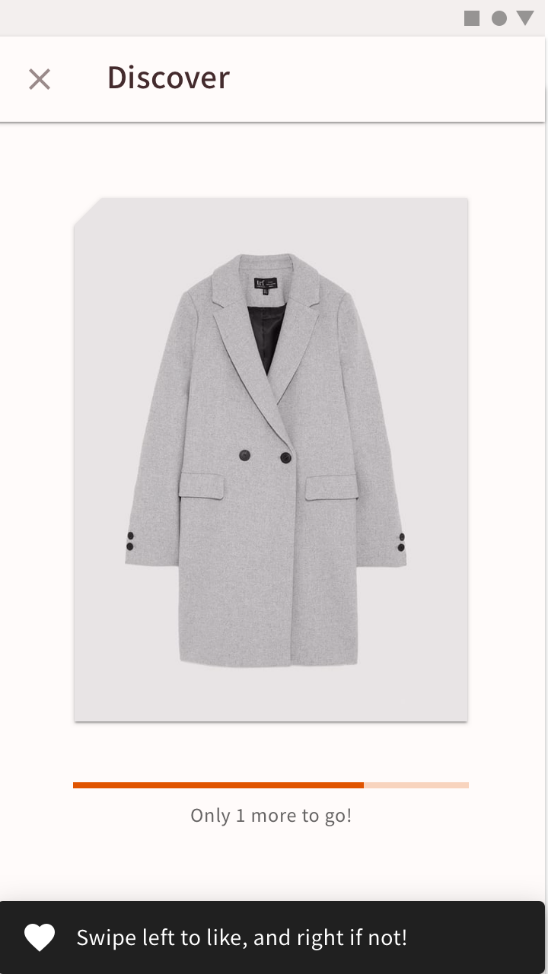 Discover
Only 1 more to go!
Swipe left to like, and right if not!